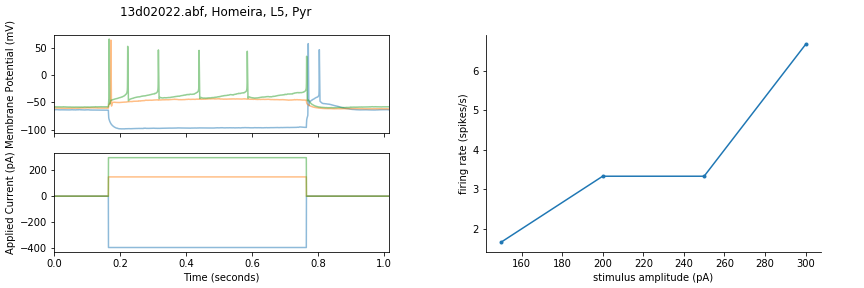 13d02022.abf, Homeira, L5, Pyr
Membrane Potential (mV)
50
0
−50
−100
Applied Current (pA)
200
0
−200
−400
0.0 0.2 0.4 0.6 0.8 1.0
Time (seconds)
firing rate (spikes/s)
6
5
4
3
2
160 180 200 220 240 260 280 300
stimulus amplitude (pA)